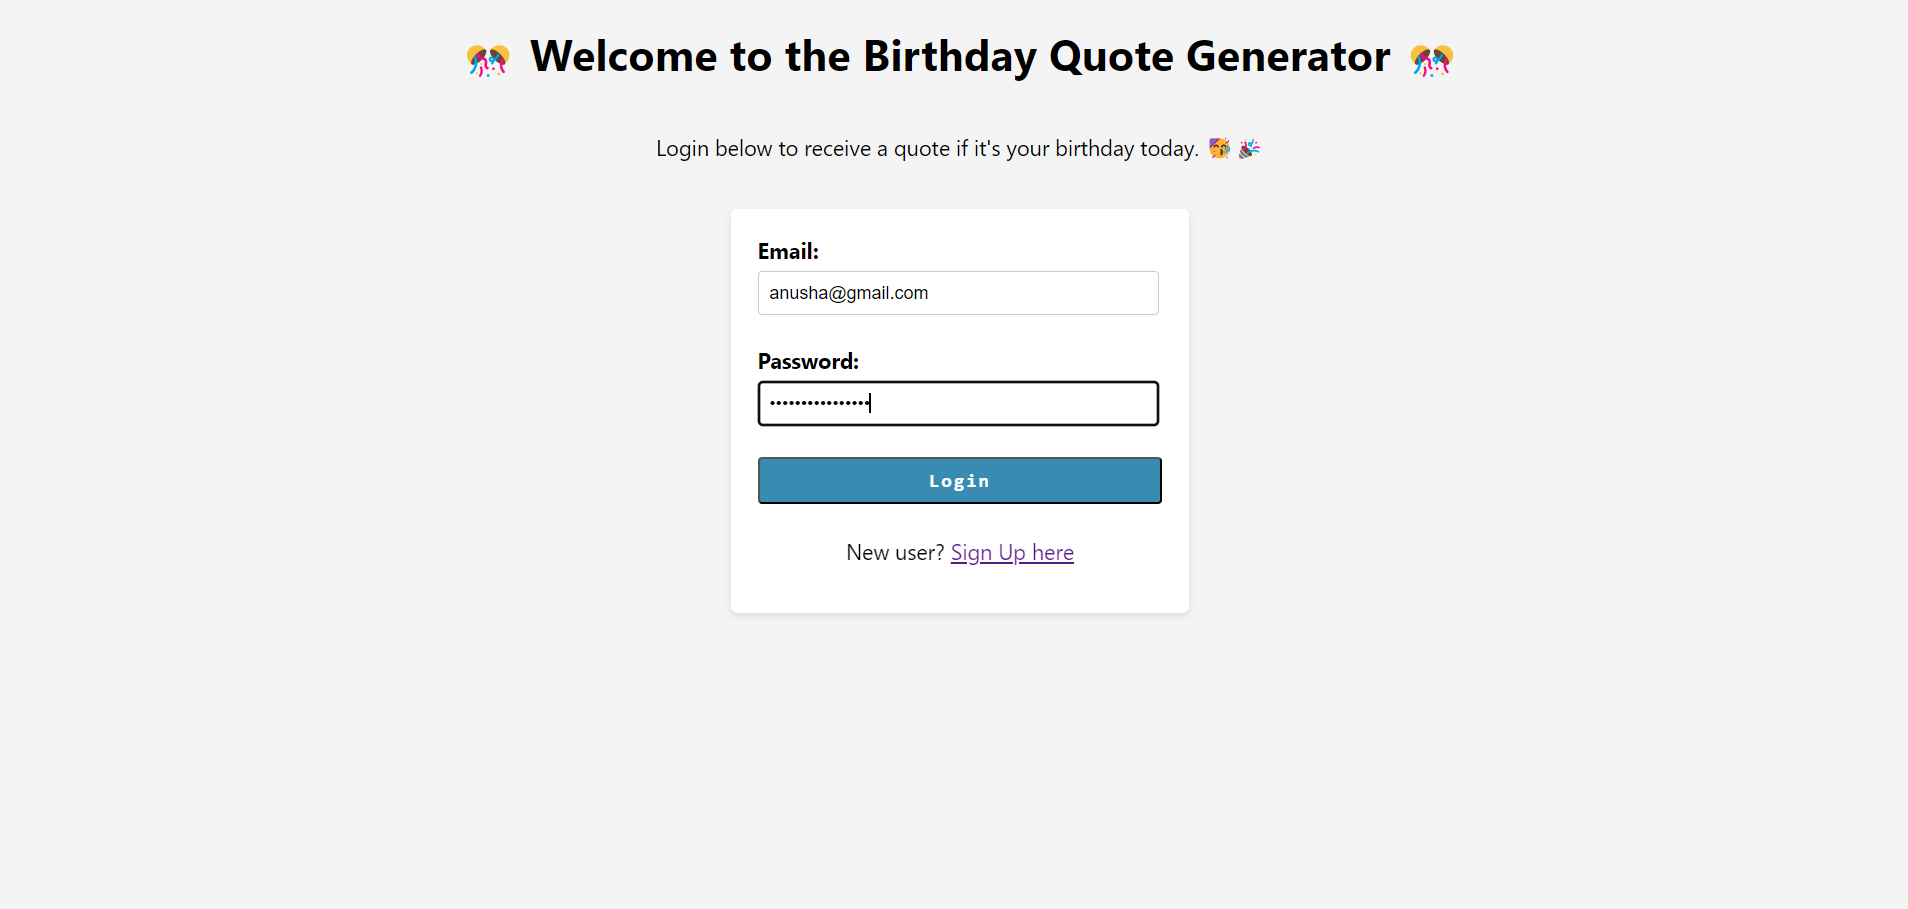 🎊 Welcome to the Birthday Quote Generator 🎊
Login below to receive a quote if it's your birthday today. 🥳 🎉
Email:
anusha@gmail.com
Password:
••••••••••••••••
Login
New user? Sign Up here